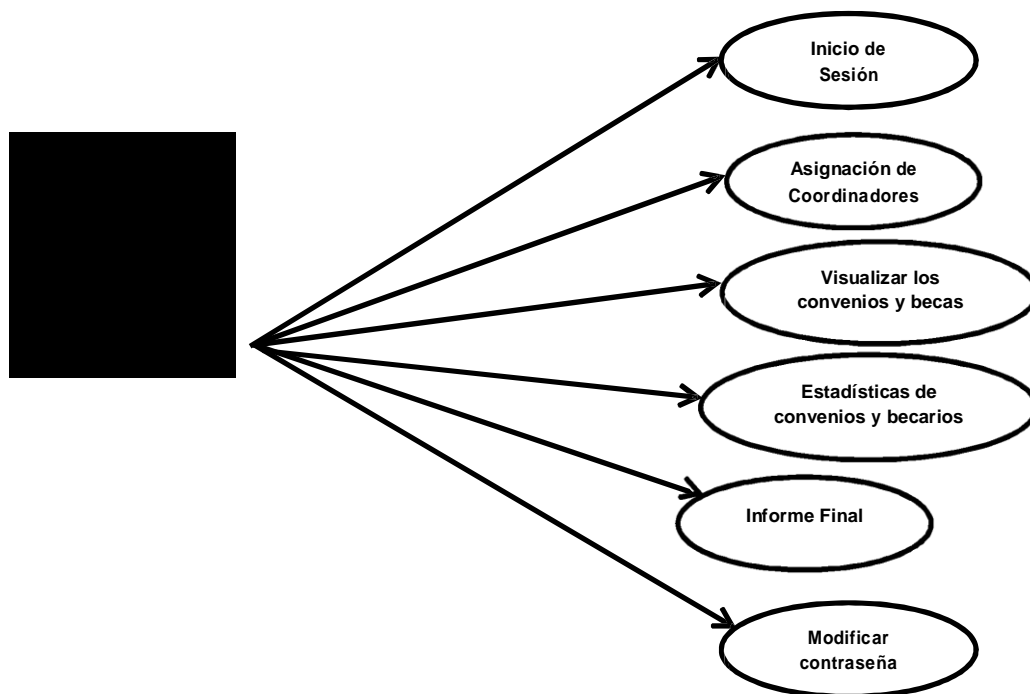 Inicio de
Sesión
Asignación de
Coordinadores
Visualizar los
convenios y becas
Estadísticas de
convenios y becarios
Informe Final
Modificar
contraseña